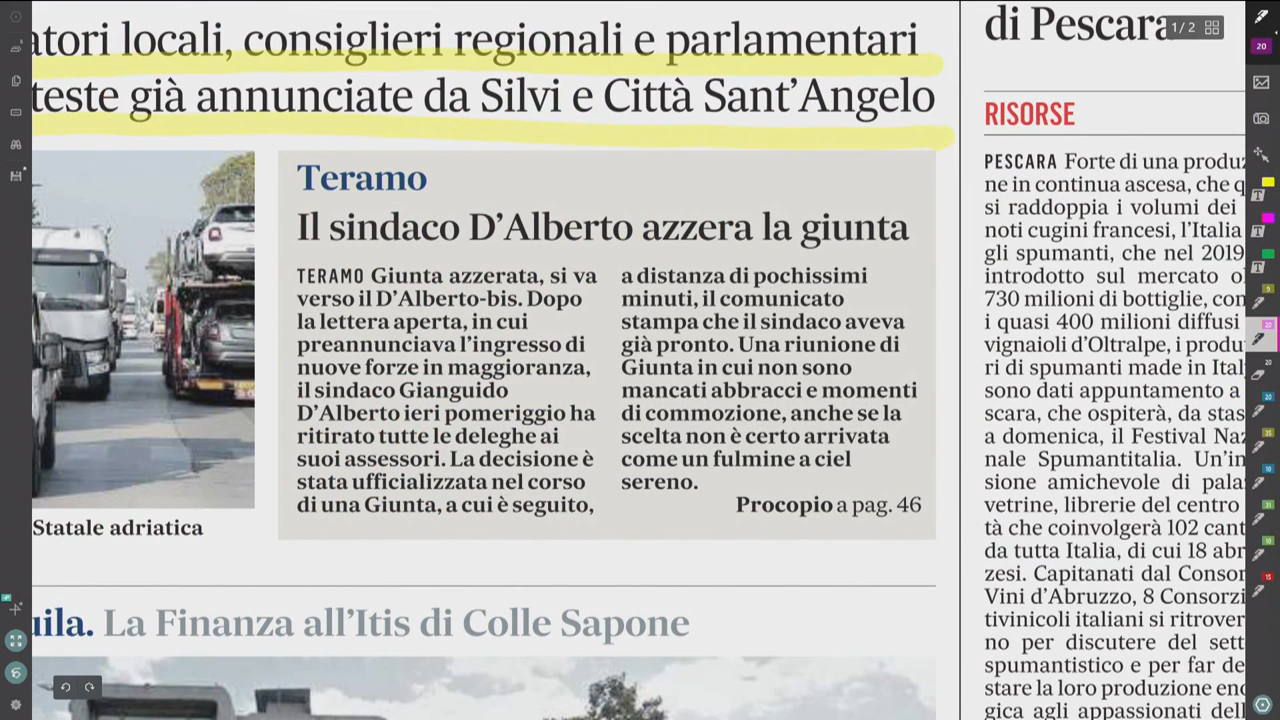 atori locali, consiglieri regionali e parlamentari
teste già annunciate da Silvi e Città Sant'Angelo
Teramo
Il sindaco D'Alberto azzera la giunta
TERAMO Giunta azzerata, si va
verso il D'Alberto-bis. Dopo
la lettera aperta, in cui
preannunciava l'ingresso di
nuove forze in maggioranza,
il sindaco Gianguido
D'Alberto ieri pomeriggio ha
ritirato tutte le deleghe ai
suoi assessori. La decisione è
stata ufficializzata nel corso
di una Giunta, a cui è seguito,
a distanza di pochissimi
minuti, il comunicato
stampa che il sindaco aveva
già pronto. Una riunione di
Giunta in cui non sono
mancati abbracci e momenti
di commozione, anche se la
scelta non è certo arrivata
come un fulmine a ciel
sereno.
Procopio a pag. 46
Statale adriatica
uila. La Finanza all'Itis di Colle Sapone
di Pescara
1/2
RISORSE
PESCARA Forte di una produz
ne in continua ascesa, che q
si raddoppia i volumi dei
noti cugini francesi, l'Italia
gli spumanti, che nel 2019
introdotto sul mercato ol
730 milioni di bottiglie, con
i quasi 400 milioni diffusi
vignaioli d'Oltralpe, i produ
ri di spumanti made in Ital
sono dati appuntamento a
scara, che ospiterà, da stas
a domenica, il Festival Naz
nale Spumantitalia. Un'in
sione amichevole di pala
vetrine, librerie del centro
tà che coinvolgerà 102 cant
da tutta Italia, di cui 18 abr
zesi. Capitanati dal Consor
Vini d'Abruzzo, 8 Consorzi
tivinicoli italiani si ritrover
no per discutere del sett
spumantistico e per far de
stare la loro produzione eno
gica agli appassionati dell
20
T
T
T
9
20
20
20
35
10
31
10
15